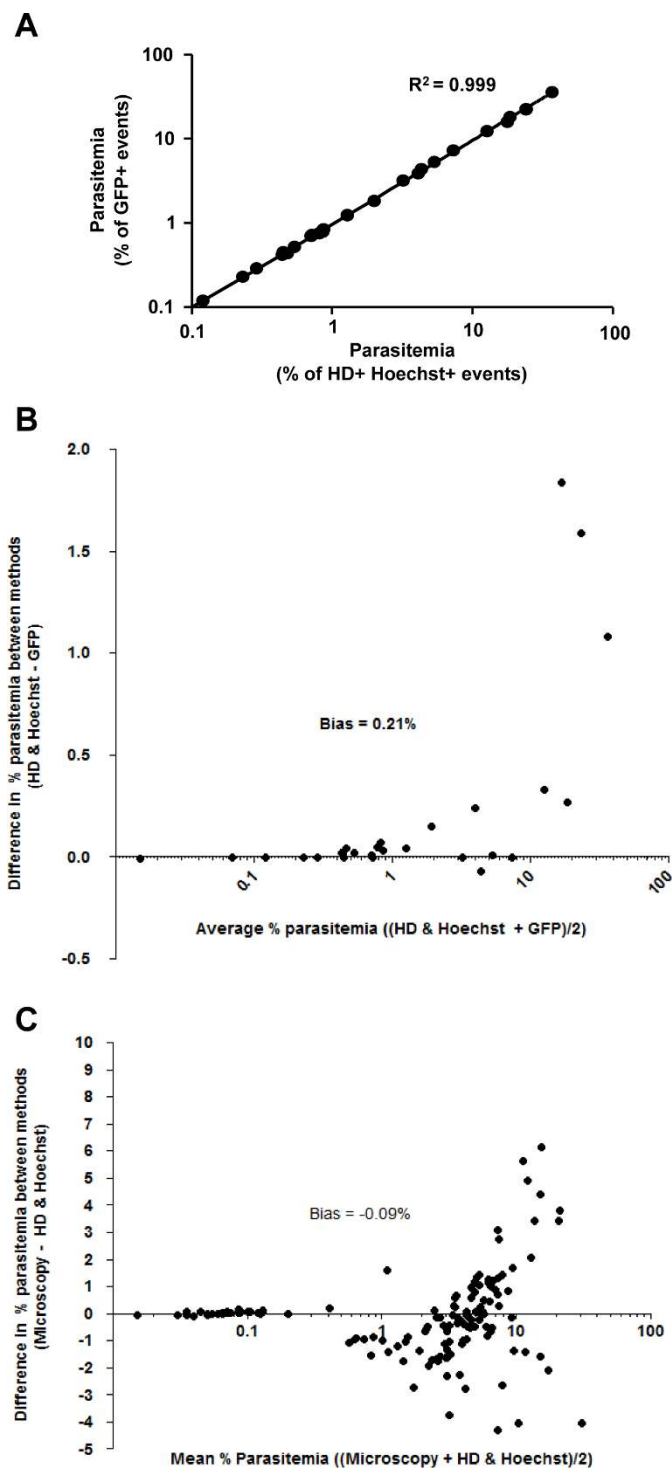 A
100
10
1
0.1
R² = 0.999
Parasitemia
(% of GFP+ events)
0.1
1
10
100
Parasitemia
(% of HD+ Hoechst+ events)
B
2.0
1.5
1.0
0.5
0.0
-0.5
Difference in % parasitemia between methods
(HD & Hoechst - GFP)
Bias = 0.21%
0.1
1
10
100
Average % parasitemia ((HD & Hoechst + GFP)/2)
C
10
9
8
7
6
5
4
3
2
1
0
-1
-2
-3
-4
-5
Difference in % parasitemia between methods
(Microscopy - HD & Hoechst)
Bias = -0.09%
0.1
1
10
100
Mean % Parasitemia ((Microscopy + HD & Hoechst)/2)